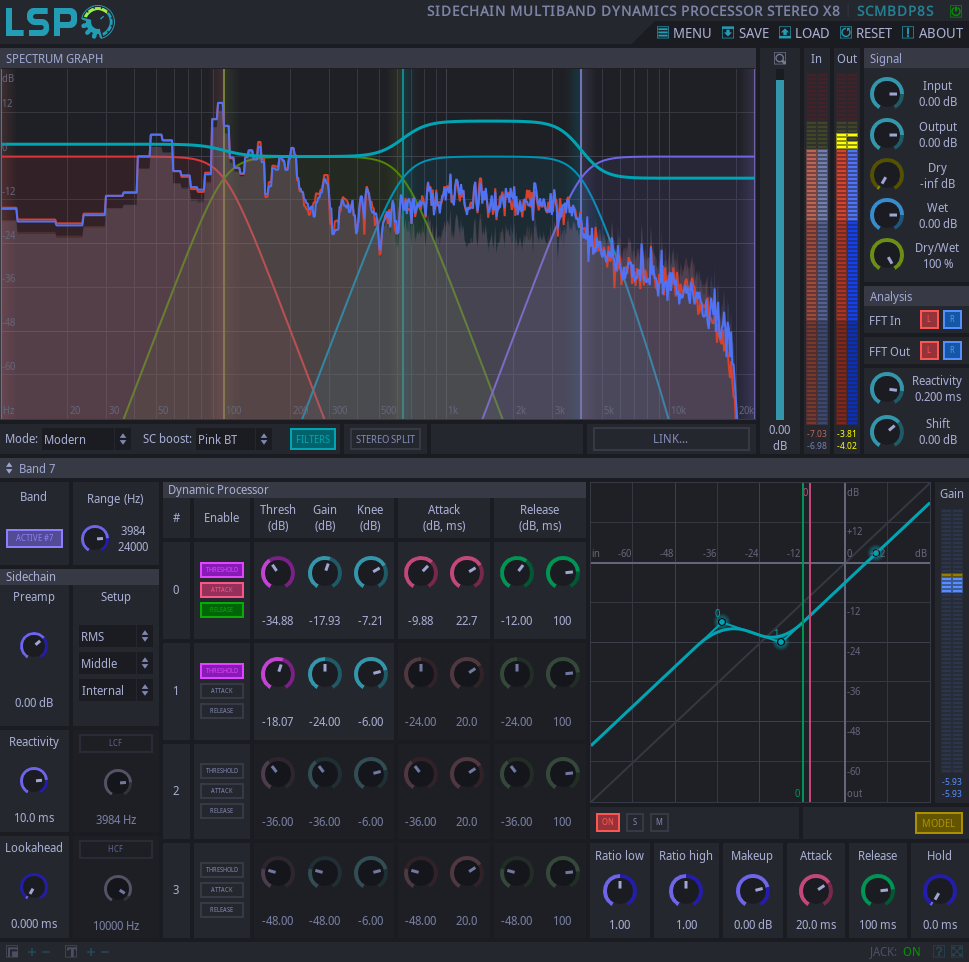 LSP
SIDECHAIN MULTIBAND DYNAMICS PROCESSOR STEREO X8 SCMBDP8S
MENU SAVE LOAD RESET ABOUT
SPECTRUM GRAPH
In Out
Signal
dB
12
0
-12
-24
-36
-48
-60
Hz 20 30 50 100 200 300 500 1k 2k 3k 5k 10k 20k
0.00
dB
-7.03
-6.98
-3.81
-4.02
Input
0.00 dB
Output
0.00 dB
Dry
-inf dB
Wet
0.00 dB
Dry/Wet
100 %
Analysis
FFT In L R
FFT Out L R
Reactivity
0.200 ms
Shift
0.00 dB
Mode: Modern SC boost: Pink BT FILTERS STEREO SPLIT LINK...
Band 7
Band
ACTIVE #7
Range (Hz)
3984
24000
Sidechain
Preamp
0.00 dB
Setup
RMS
Middle
Internal
Reactivity
10.0 ms
LCF
3984 Hz
Lookahead
0.000 ms
HCF
10000 Hz
Dynamic Processor
# Enable Thresh (dB) Gain (dB) Knee (dB) Attack (dB, ms) Release (dB, ms)
0 THRESHOLD ATTACK RELEASE
-34.88 -17.93 -7.21 -9.88 22.7 -12.00 100
1 THRESHOLD ATTACK RELEASE
-18.07 -24.00 -6.00 -24.00 20.0 -24.00 100
2 THRESHOLD ATTACK RELEASE
-36.00 -36.00 -6.00 -36.00 20.0 -36.00 100
3 THRESHOLD ATTACK RELEASE
-48.00 -48.00 -6.00 -48.00 20.0 -48.00 100
0 dB
+12
in -60 -48 -36 -24 -12 0 dB
-12
0
1
-24
-36
-48
-60
0 out
Gain
-5.93
-5.93
ON S M MODEL
Ratio low
1.00
Ratio high
1.00
Makeup
0.00 dB
Attack
20.0 ms
Release
100 ms
Hold
0.0 ms
JACK: ON